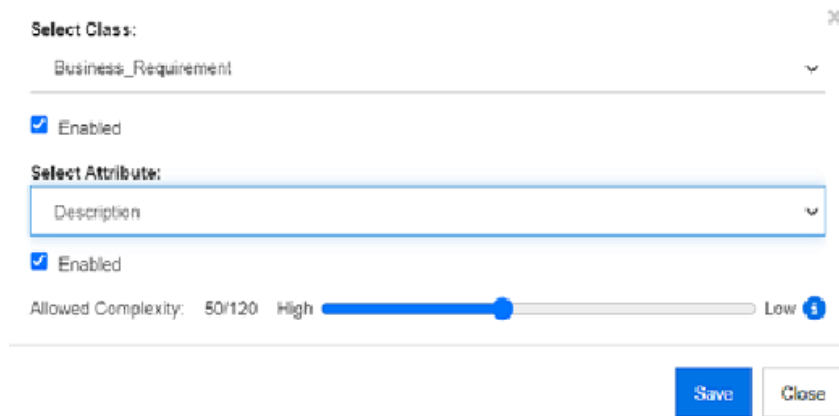 Select Class:
Business_Requirement
Enabled
Select Attribute:
Description
Enabled
Allowed Complexity: 50/120 High Low
Save Close